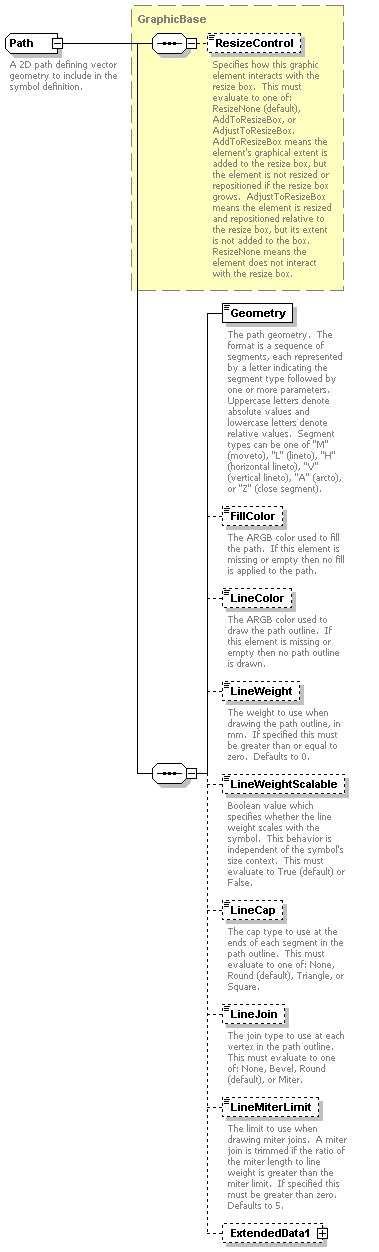 GraphicBase
Path
A 2D path defining vector
geometry to include in the
symbol definition.
ResizeControl
Specifies how this graphic
element interacts with the
resize box.  This must
evaluate to one of:
ResizeNone (default),
AddToResizeBox, or
AdjustToResizeBox.
AddToResizeBox means the
element's graphical extent is
added to the resize box, but
the element is not resized or
repositioned if the resize box
grows.  AdjustToResizeBox
means the element is resized
and repositioned relative to
the resize box, but its extent
is not added to the box.
ResizeNone means the
element does not interact
with the resize box.
Geometry
The path geometry.  The
format is a sequence of
segments, each represented
by a letter indicating the
segment type followed by
one or more parameters.
Uppercase letters denote
absolute values and
lowercase letters denote
relative values.  Segment
types can be one of "M"
(moveto), "L" (lineto), "H"
(horizontal lineto), "V"
(vertical lineto), "A" (arcto),
or "Z" (close segment).
FillColor
The ARGB color used to fill
the path.  If this element is
missing or empty then no fill
is applied to the path.
LineColor
The ARGB color used to
draw the path outline.  If
this element is missing or
empty then no path outline
is drawn.
LineWeight
The weight to use when
drawing the path outline, in
mm.  If specified this must
be greater than or equal to
zero.  Defaults to 0.
LineWeightScalable
Boolean value which
specifies whether the line
weight scales with the
symbol.  This behavior is
independent of the symbol's
size context.  This must
evaluate to True (default) or
False.
LineCap
The cap type to use at the
ends of each segment in the
path outline.  This must
evaluate to one of: None,
Round (default), Triangle, or
Square.
LineJoin
The join type to use at each
vertex in the path outline.
This must evaluate to one
of: None, Bevel, Round
(default), or Miter.
LineMiterLimit
The limit to use when
drawing miter joins.  A miter
join is trimmed if the ratio of
the miter length to line
weight is greater than the
miter limit.  If specified this
must be greater than zero.
Defaults to 5.
ExtendedData1